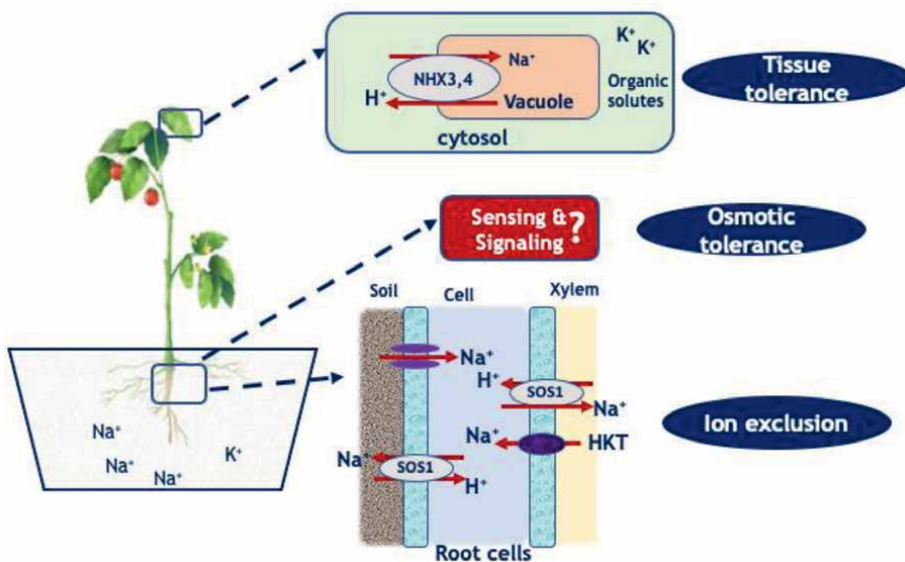 K⁺
K⁺
Na⁺
NHX3,4
Organic
solutes
H⁺
Vacuole
cytosol
Tissue
tolerance
Sensing &
Signaling ?
Osmotic
tolerance
Soil
Cell
Xylem
Na⁺
H⁺
SOS1
Na⁺
Na⁺
HKT
Na⁺
SOS1
H⁺
Root cells
Ion exclusion
Na⁺
Na⁺
Na⁺
K⁺